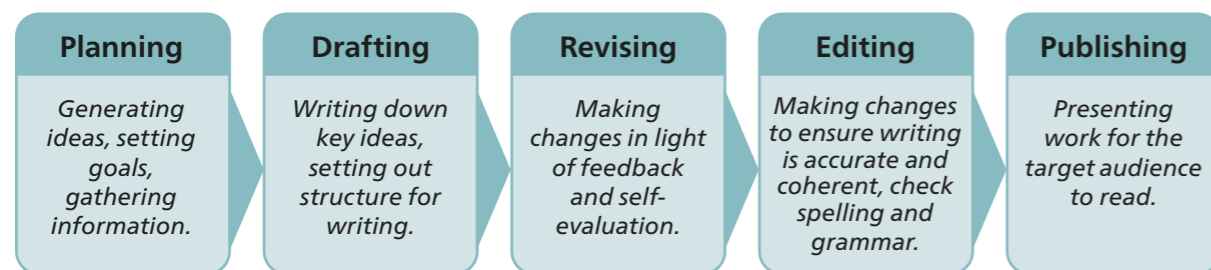 Planning
Generating
ideas, setting
goals,
gathering
information.
Drafting
Writing down
key ideas,
setting out
structure for
writing.
Revising
Making
changes in light
of feedback
and self-
evaluation.
Editing
Making changes
to ensure writing
is accurate and
coherent, check
spelling and
grammar.
Publishing
Presenting
work for the
target audience
to read.